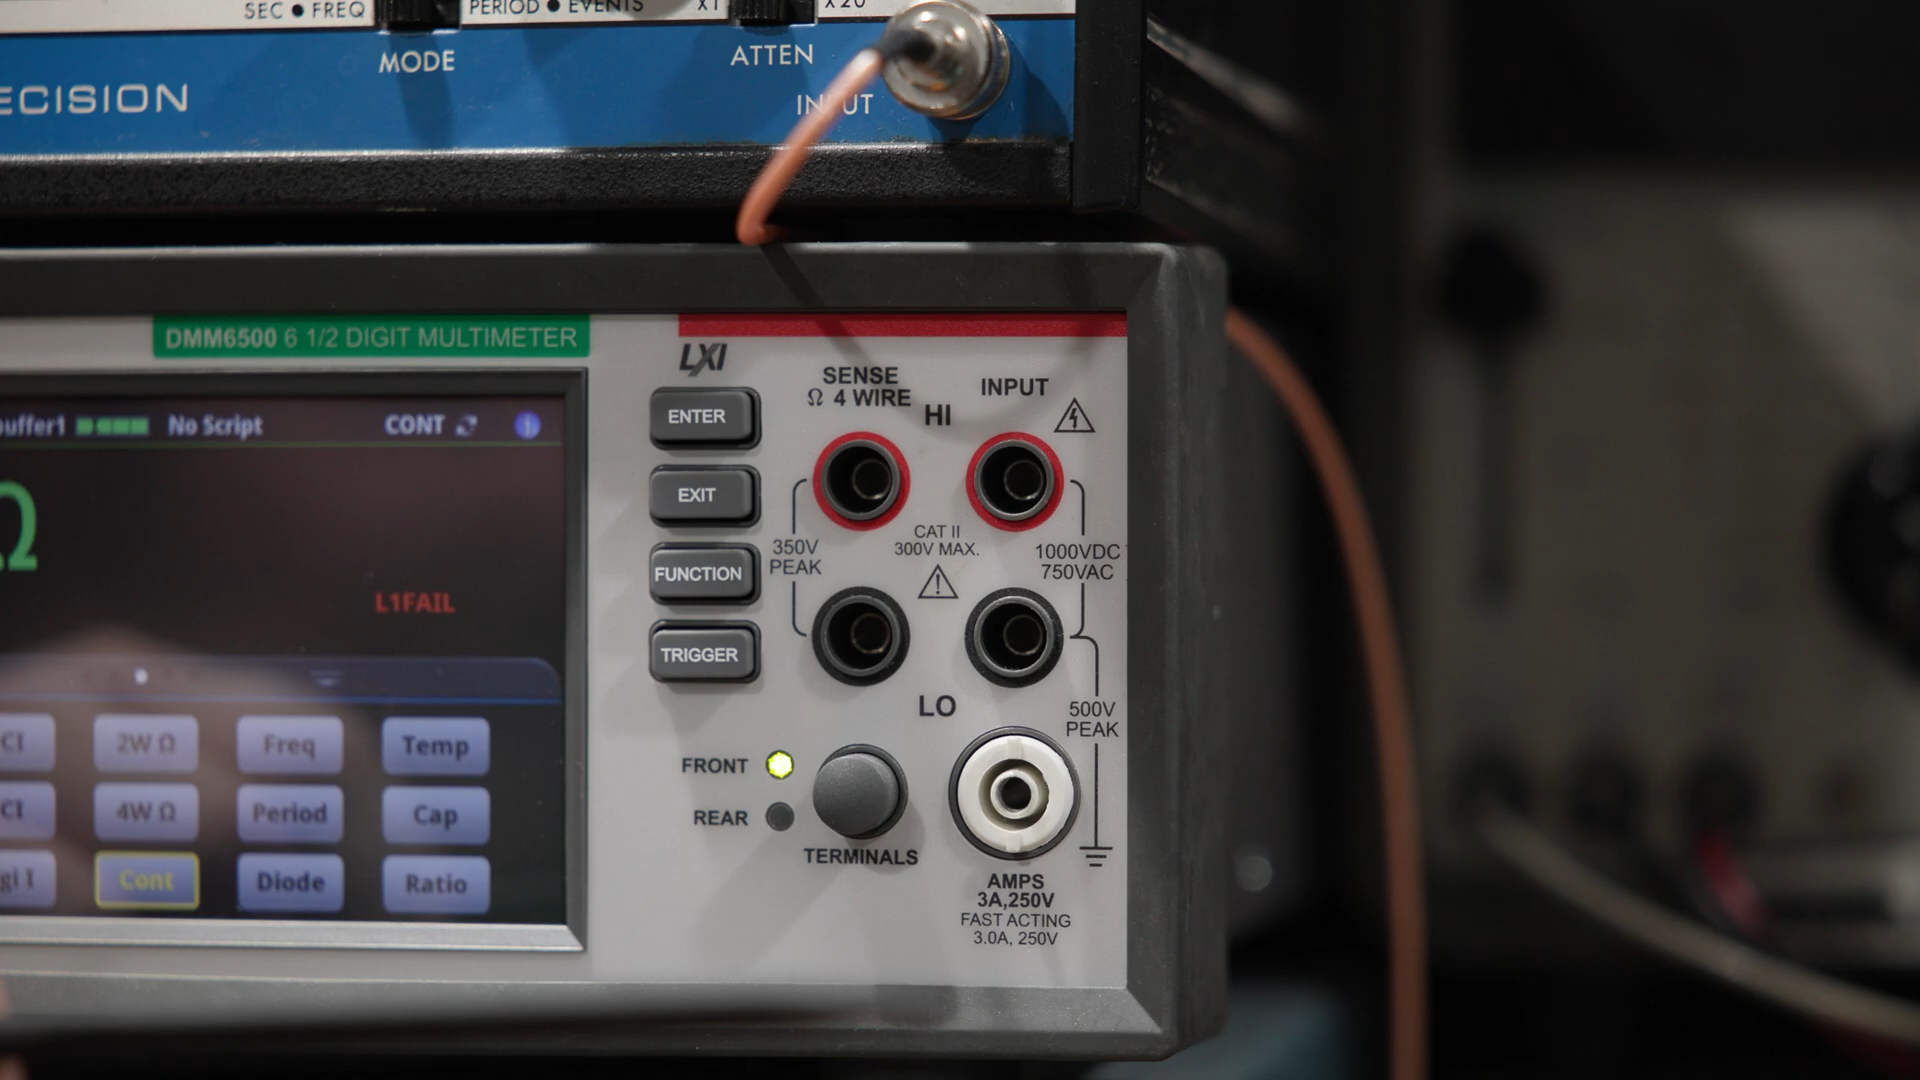 SEC ● FREQ
PERIOD ● EVENTS
X1
X20
MODE
ATTEN
ECISION
INPUT
DMM6500 6 1/2 DIGIT MULTIMETER
LXI
SENSE
Ω 4 WIRE
HI
INPUT
uffer1 No Script CONT
ENTER
EXIT
FUNCTION
TRIGGER
Ω
L1FAIL
350V
PEAK
CAT II
300V MAX.
1000VDC
750VAC
LO
500V
PEAK
CI 2W Ω Freq Temp
CI 4W Ω Period Cap
gi I Cont Diode Ratio
FRONT
REAR
TERMINALS
AMPS
3A,250V
FAST ACTING
3.0A, 250V